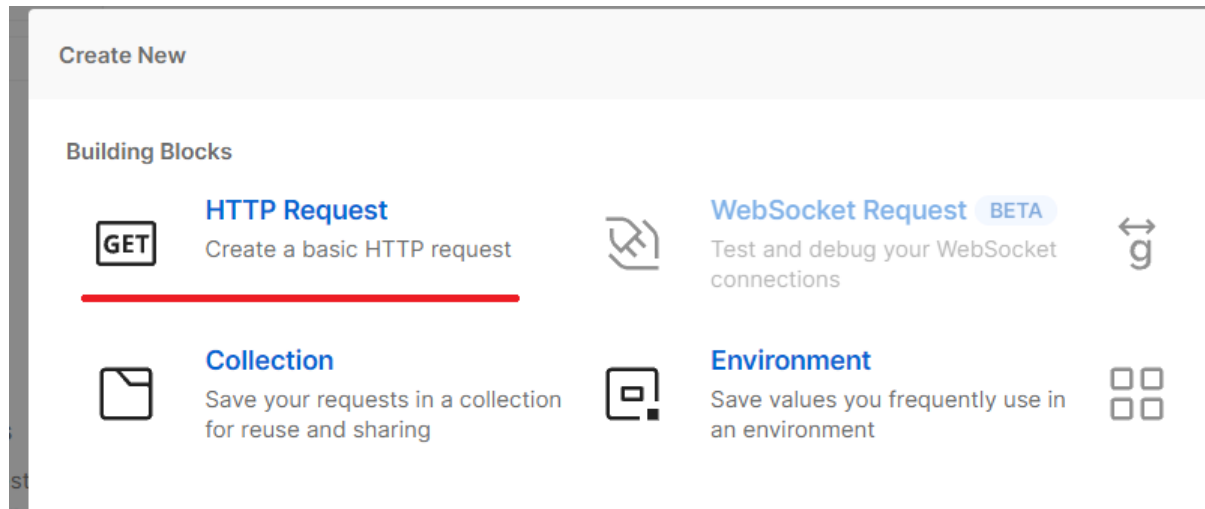 Create New
Building Blocks
HTTP Request
GET
Create a basic HTTP request
WebSocket Request BETA
Test and debug your WebSocket
connections
g
Collection
Save your requests in a collection
for reuse and sharing
Environment
Save values you frequently use in
an environment
st